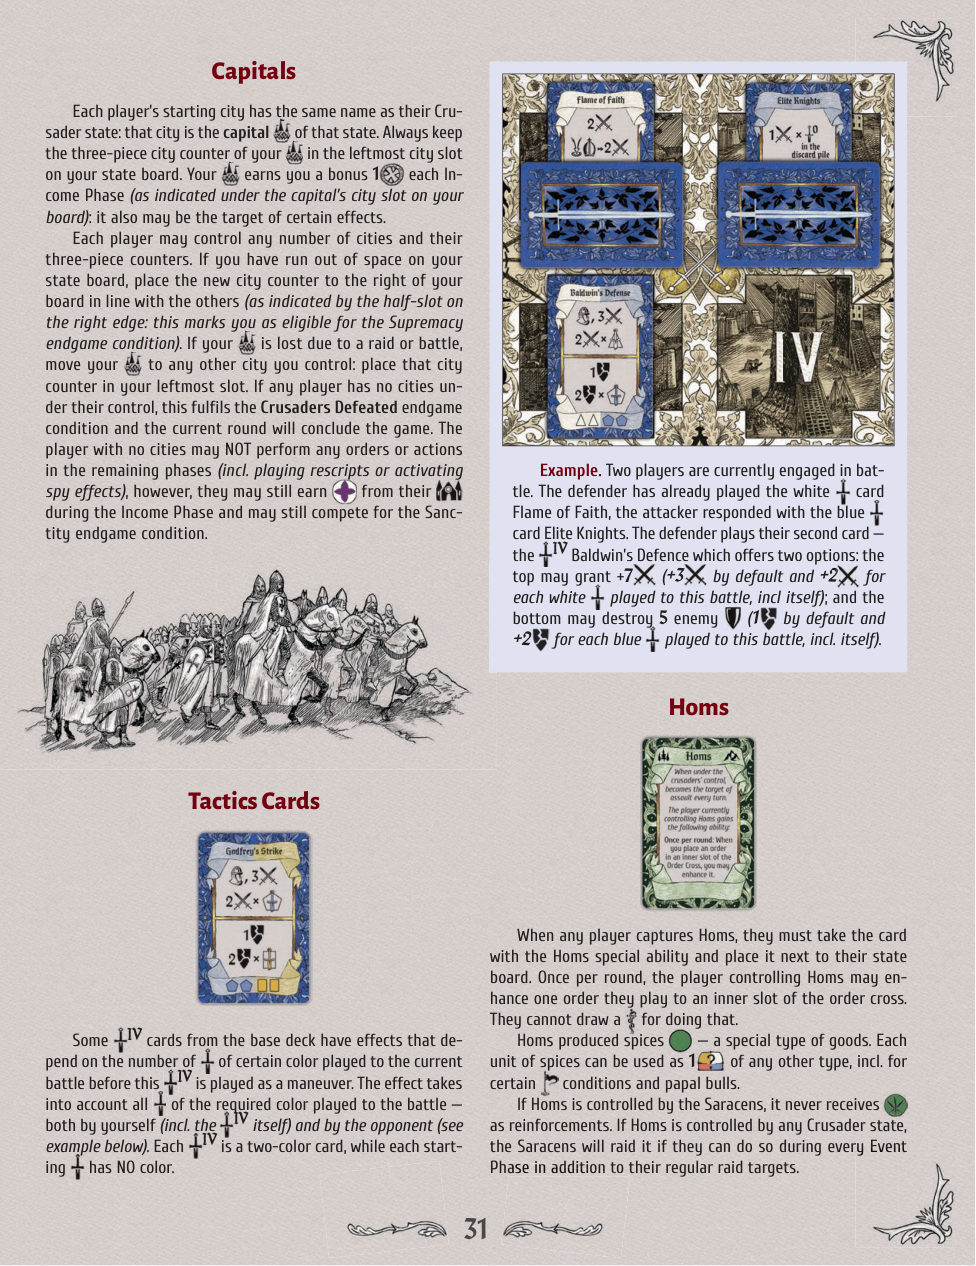 Capitals
Each player's starting city has the same name as their Cru-
sader state: that city is the capital of that state. Always keep
the three-piece city counter of your in the leftmost city slot
on your state board. Your earns you a bonus 1 each In-
come Phase (as indicated under the capital's city slot on your
board): it also may be the target of certain effects.
Each player may control any number of cities and their
three-piece counters. If you have run out of space on your
state board, place the new city counter to the right of your
board in line with the others (as indicated by the half-slot on
the right edge: this marks you as eligible for the Supremacy
endgame condition). If your is lost due to a raid or battle,
move your to any other city you control: place that city
counter in your leftmost slot. If any player has no cities un-
der their control, this fulfils the Crusaders Defeated endgame
condition and the current round will conclude the game. The
player with no cities may NOT perform any orders or actions
in the remaining phases (incl. playing rescripts or activating
spy effects), however, they may still earn from their
during the Income Phase and may still compete for the Sanc-
tity endgame condition.
Tactics Cards
Godfrey's Strike
, 3
2 ×
1
2 ×
Some IV cards from the base deck have effects that de-
pend on the number of of certain color played to the current
battle before this IV is played as a maneuver. The effect takes
into account all of the required color played to the battle —
both by yourself (incl. the IV itself) and by the opponent (see
example below). Each IV is a two-color card, while each start-
ing has NO color.
Flame of Faith
2
-2
Elite Knights
1 × 0
in the
discard pile
Baldwin's Defense
, 3
2 ×
1
2 ×
IV
Example. Two players are currently engaged in bat-
tle. The defender has already played the white card
Flame of Faith, the attacker responded with the blue
card Elite Knights. The defender plays their second card —
the IV Baldwin's Defence which offers two options: the
top may grant +7 (+3 by default and +2 for
each white played to this battle, incl itself); and the
bottom may destroy 5 enemy (1 by default and
+2 for each blue played to this battle, incl. itself).
Homs
Homs
When under the
crusaders' control,
becomes the target of
assault every turn.
The player currently
controlling Homs gains
the following ability:
Once per round: When
you place an order
in an inner slot of the
Order Cross, you may
enhance it.
When any player captures Homs, they must take the card
with the Homs special ability and place it next to their state
board. Once per round, the player controlling Homs may en-
hance one order they play to an inner slot of the order cross.
They cannot draw a for doing that.
Homs produced spices — a special type of goods. Each
unit of spices can be used as 1 ? of any other type, incl. for
certain conditions and papal bulls.
If Homs is controlled by the Saracens, it never receives
as reinforcements. If Homs is controlled by any Crusader state,
the Saracens will raid it if they can do so during every Event
Phase in addition to their regular raid targets.
31